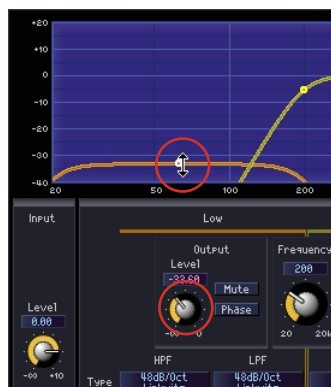 +20
+10
0
-10
-20
-30
-40
20 50 100 200
Input Low
Output Frequency
Level
-33.60 Mute 200
Phase
Level
0.00 -∞ 0 20 20k
HPF LPF
-∞ +10
Type 48dB/Oct 48dB/Oct